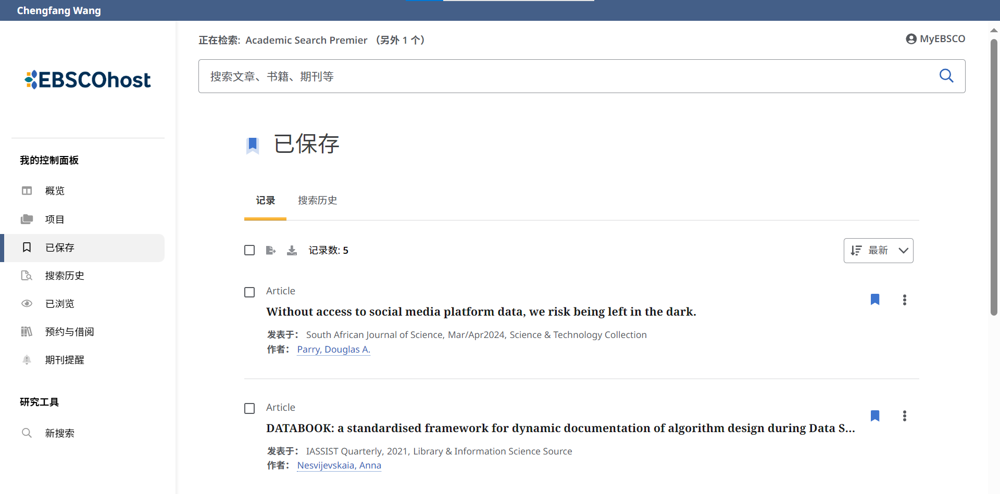 Chengfang Wang
正在检索: Academic Search Premier （另外 1 个）
MyEBSCO
EBSCOhost
搜索文章、书籍、期刊等
已保存
我的控制面板
概览
项目
已保存
搜索历史
已浏览
预约与借阅
期刊提醒
研究工具
新搜索
记录 搜索历史
记录数: 5
最新
Article
Without access to social media platform data, we risk being left in the dark.
发表于： South African Journal of Science, Mar/Apr2024, Science & Technology Collection
作者： Parry, Douglas A.
Article
DATABOOK: a standardised framework for dynamic documentation of algorithm design during Data S...
发表于： IASSIST Quarterly, 2021, Library & Information Science Source
作者： Nesvijevskaia, Anna